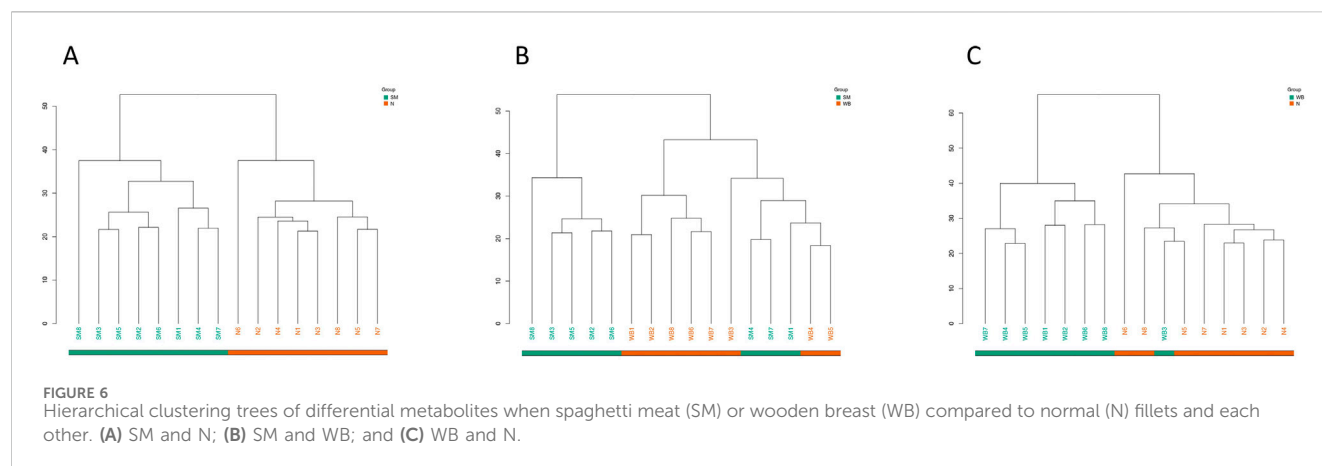 A
B
C
Group
SM
N
Group
SM
WB
Group
WB
N
50
40
30
20
10
0
50
40
30
20
10
0
60
50
40
30
20
10
0
SM8 SM3 SM5 SM2 SM6 SM1 SM4 SM7 N6 N2 N4 N1 N3 N8 N5 N7
SM8 SM3 SM5 SM2 SM6 WB1 WB2 WB8 WB6 WB7 WB3 SM4 SM7 SM1 WB4 WB5
WB7 WB4 WB5 WB1 WB2 WB6 WB8 N6 N8 WB3 N5 N7 N1 N3 N2 N4
FIGURE 6
Hierarchical clustering trees of differential metabolites when spaghetti meat (SM) or wooden breast (WB) compared to normal (N) fillets and each
other. (A) SM and N; (B) SM and WB; and (C) WB and N.